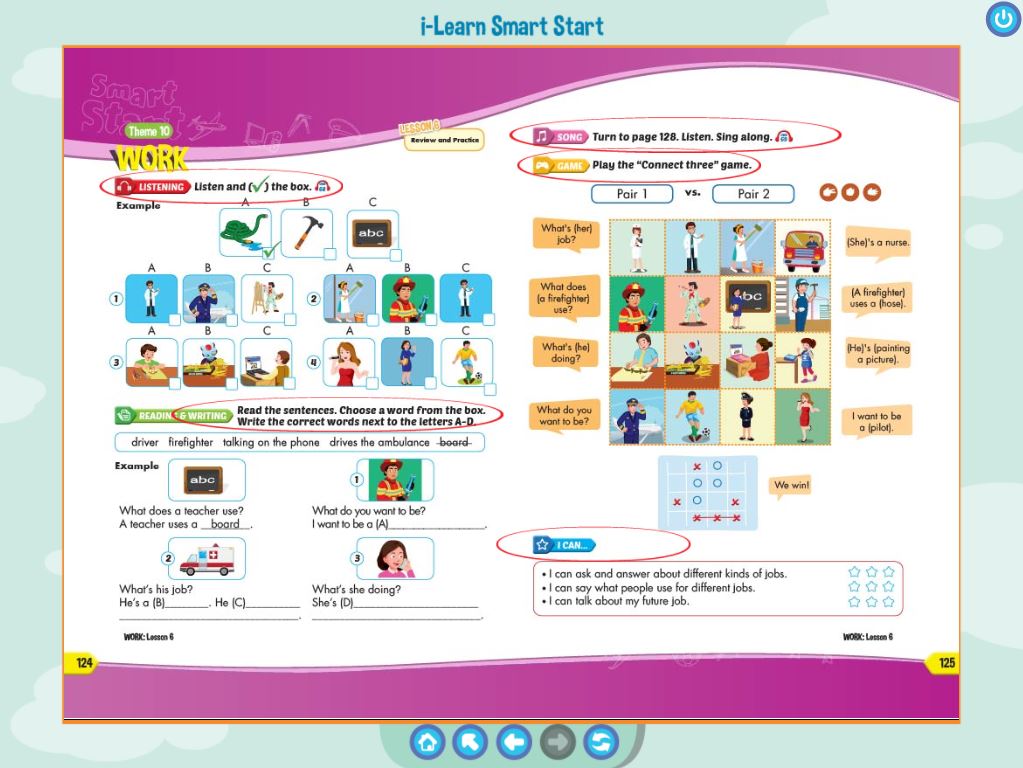 i-Learn Smart Start
Smart
Start
Theme 10
WORK
LESSON 6
Review and Practice
LISTENING Listen and (✓) the box.
Example
A B C
abc
A B C A B C
1 2
A B C A B C
3 4
READING & WRITING Read the sentences. Choose a word from the box.
Write the correct words next to the letters A-D.
driver firefighter talking on the phone drives the ambulance board
Example
abc
1
What does a teacher use?
A teacher uses a __board__.
What do you want to be?
I want to be a (A)____________________.
2
3
What's his job?
He's a (B)________. He (C)__________
___________________________________.
What's she doing?
She's (D)_______________________
________________________________.
WORK: Lesson 6
124
SONG Turn to page 128. Listen. Sing along.
GAME Play the "Connect three" game.
Pair 1 vs. Pair 2
What's (her)
job?
(She)'s a nurse.
What does
(a firefighter)
use?
abc
(A firefighter)
uses a (hose).
What's (he)
doing?
(He)'s (painting
a picture).
What do you
want to be?
I want to be
a (pilot).
We win!
I CAN...
• I can ask and answer about different kinds of jobs.
• I can say what people use for different jobs.
• I can talk about my future job.
WORK: Lesson 6
125